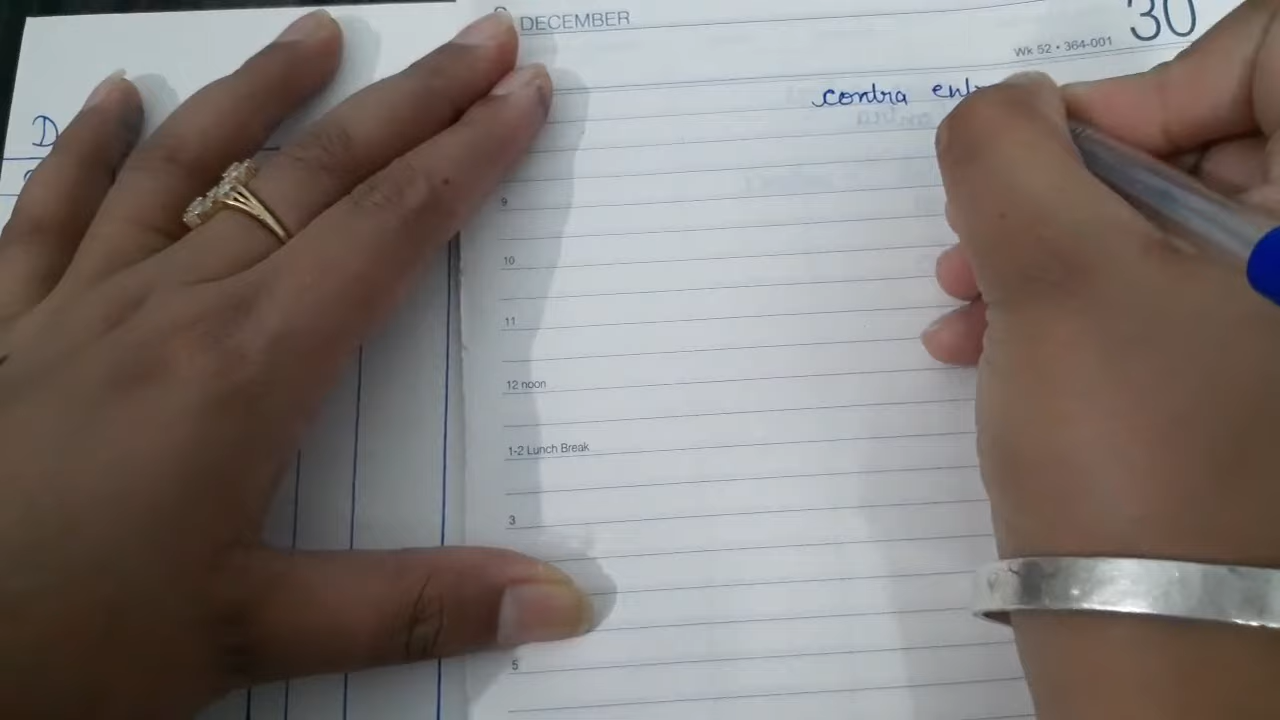 DECEMBER
30
Wk 52 • 364-001
contra
D
9
10
11
12 noon
1-2 Lunch Break
3
5